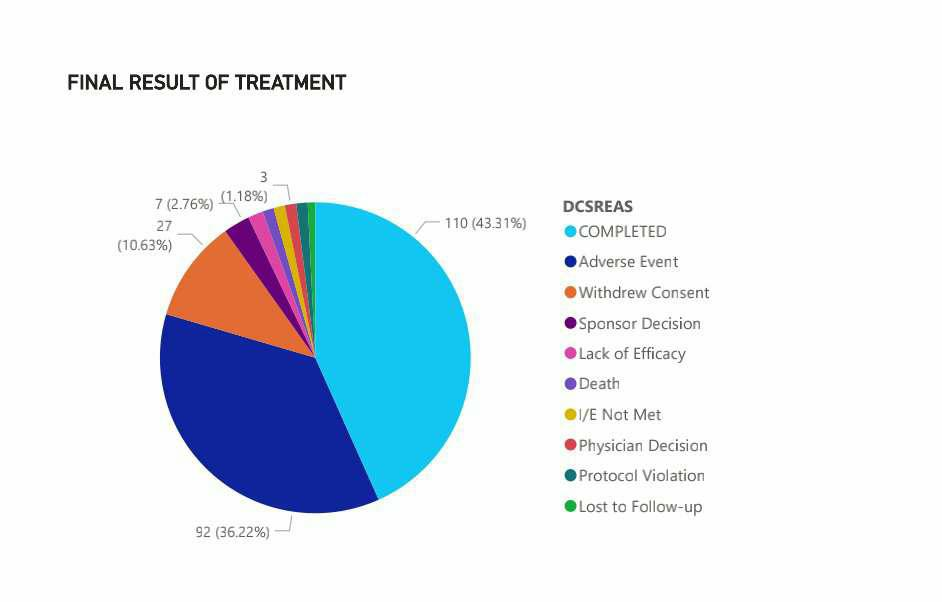 FINAL RESULT OF TREATMENT
3
(1.18%)
7 (2.76%)
27
(10.63%)
110 (43.31%)
92 (36.22%)
DCSREAS
COMPLETED
Adverse Event
Withdrew Consent
Sponsor Decision
Lack of Efficacy
Death
I/E Not Met
Physician Decision
Protocol Violation
Lost to Follow-up